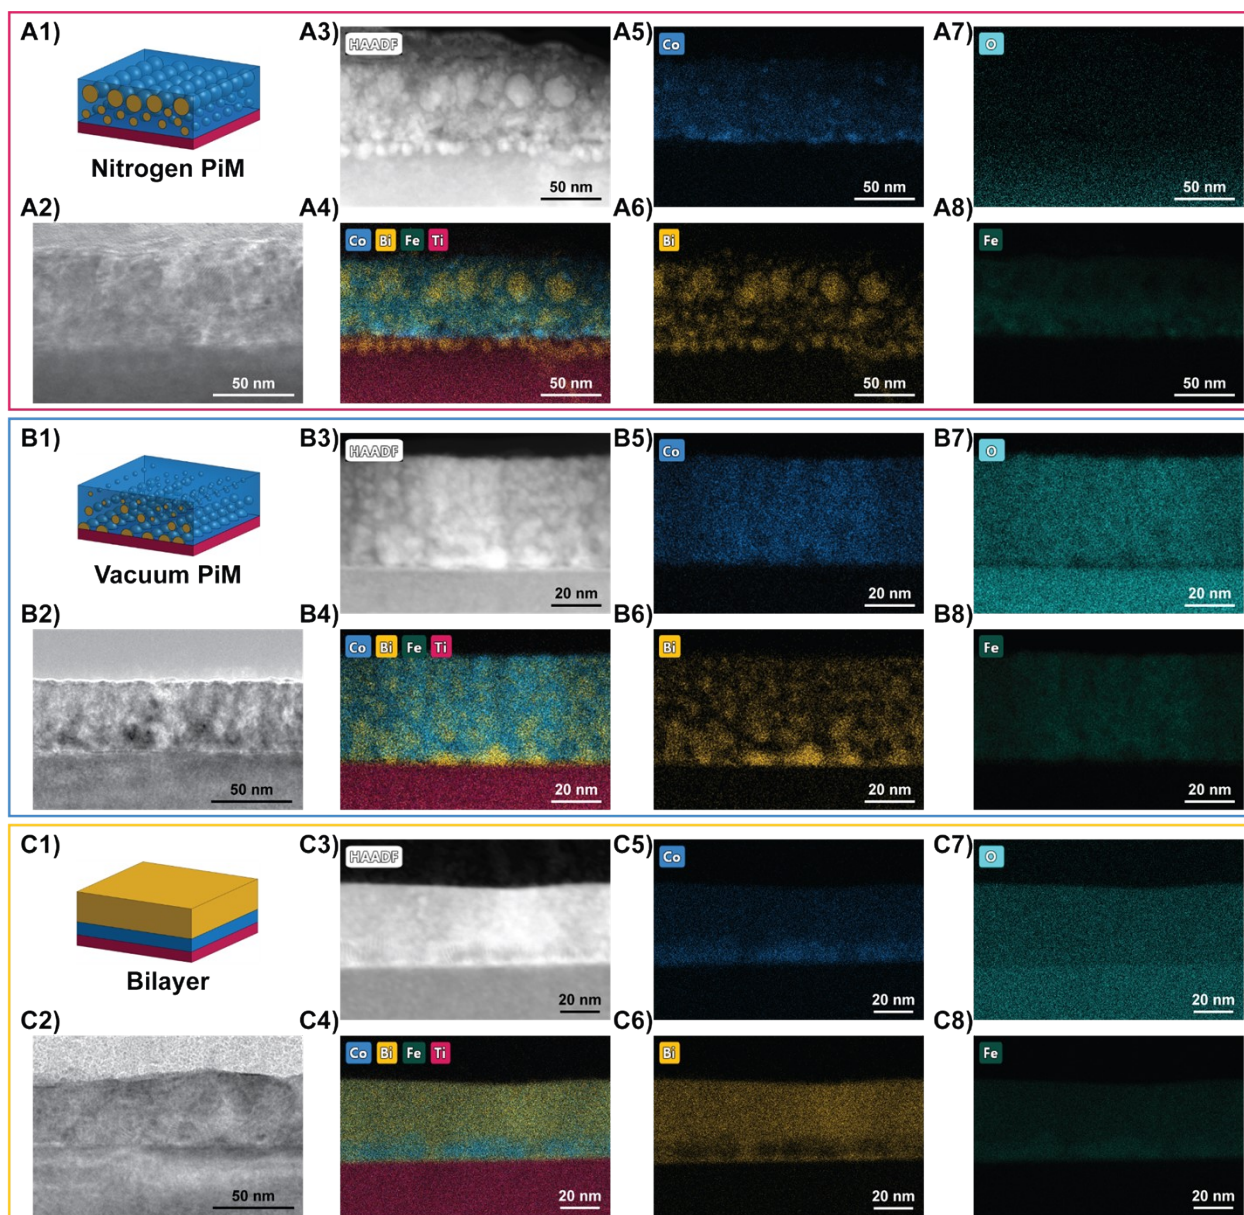 A1)
Nitrogen PiM
A3)
HAADF
50 nm
A5)
Co
50 nm
A7)
O
50 nm
A2)
50 nm
A4)
Co Bi Fe Ti
50 nm
A6)
Bi
50 nm
A8)
Fe
50 nm
B1)
Vacuum PiM
B3)
HAADF
20 nm
B5)
Co
20 nm
B7)
O
20 nm
B2)
50 nm
B4)
Co Bi Fe Ti
20 nm
B6)
Bi
20 nm
B8)
Fe
20 nm
C1)
Bilayer
C3)
HAADF
20 nm
C5)
Co
20 nm
C7)
O
20 nm
C2)
50 nm
C4)
Co Bi Fe Ti
20 nm
C6)
Bi
20 nm
C8)
Fe
20 nm